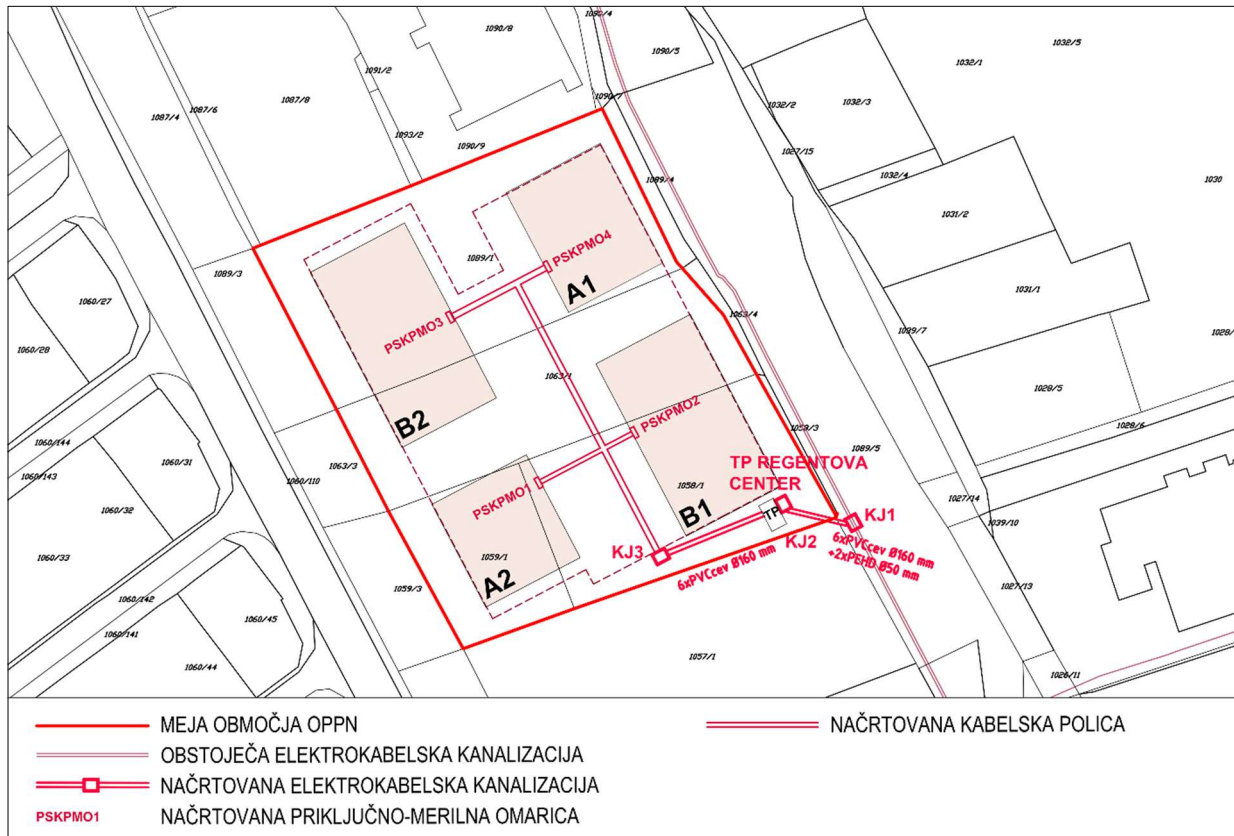 1090/4
1090/8
1090/5
1032/5
1032/1
1091/2
1087/6
1087/8
1087/4
1090/7
1032/2
1032/3
1093/2
1090/9
1027/15
1032/4
1089/4
1030
1031/2
PSKPMO4
1089/1
1089/3
A1
1060/27
1031/1
PSKPMO3
1063/4
1039/7
1060/28
1063/1
1028/5
B2
PSKPMO2
1028/6
1060/144
1059/3
1060/143
1060/31
1063/3
1089/5
TP REGENTOVA
CENTER
1060/110
PSKPMO1
1058/1
1027/14
1060/32
B1
TP
KJ1
1039/10
KJ2
6xPVCcev Ø160 mm
+2xPEHD Ø50 mm
KJ3
1060/33
1059/1
6xPVCcev Ø160 mm
A2
1059/3
1027/13
1060/142
1060/45
1060/141
1060/44
1057/1
1026/11
MEJA OBMOČJA OPPN
OBSTOJEČA ELEKTROKABELSKA KANALIZACIJA
NAČRTOVANA ELEKTROKABELSKA KANALIZACIJA
PSKPMO1 NAČRTOVANA PRIKLJUČNO-MERILNA OMARICA
NAČRTOVANA KABELSKA POLICA